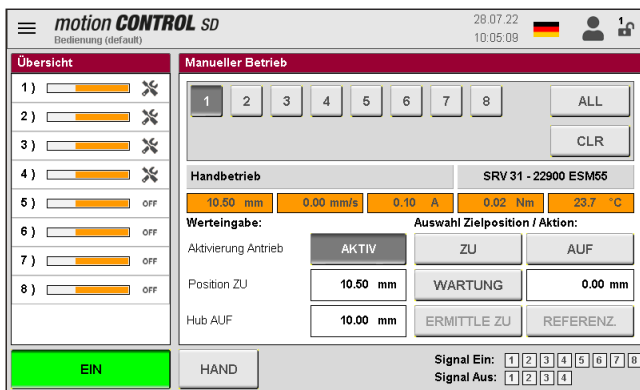 motion CONTROL SD
Bedienung (default)
28.07.22
10:05:09
1
Übersicht
1 )
2 )
3 )
4 )
5 ) OFF
6 ) OFF
7 ) OFF
8 ) OFF
Manueller Betrieb
1 2 3 4 5 6 7 8 ALL
CLR
Handbetrieb SRV 31 - 22900 ESM55
10.50 mm 0.00 mm/s 0.10 A 0.02 Nm 23.7 °C
Werteingabe: Auswahl Zielposition / Aktion:
Aktivierung Antrieb AKTIV ZU AUF
Position ZU 10.50 mm WARTUNG 0.00 mm
Hub AUF 10.00 mm ERMITTLE ZU REFERENZ.
EIN HAND
Signal Ein: 1 2 3 4 5 6 7 8
Signal Aus: 1 2 3 4